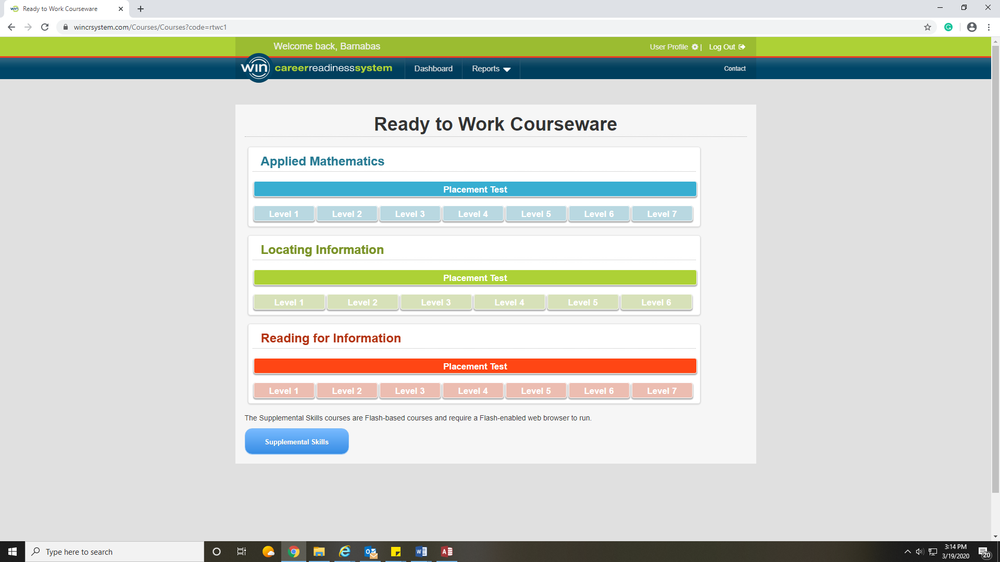 Ready to Work Courseware
wincrsystem.com/Courses/Courses?code=rtwc1
Welcome back, Barnabas
User Profile | Log Out
win careerreadinesssystem Dashboard Reports Contact
Ready to Work Courseware
Applied Mathematics
Placement Test
Level 1 Level 2 Level 3 Level 4 Level 5 Level 6 Level 7
Locating Information
Placement Test
Level 1 Level 2 Level 3 Level 4 Level 5 Level 6
Reading for Information
Placement Test
Level 1 Level 2 Level 3 Level 4 Level 5 Level 6 Level 7
The Supplemental Skills courses are Flash-based courses and require a Flash-enabled web browser to run.
Supplemental Skills
Type here to search
3:14 PM
3/19/2020
20